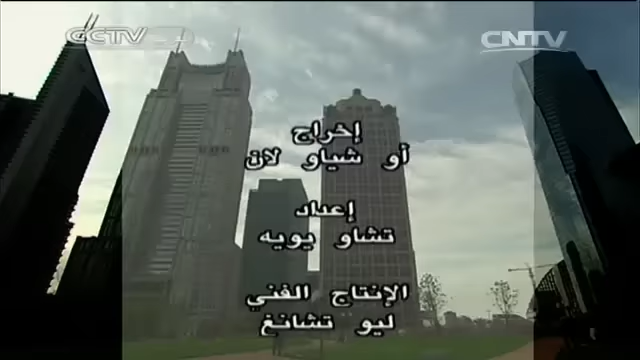 CCTV
CNTV
إخراج
أو شياو لان
إعداد
تشاو يويه
الإنتاج الفني
ليو تشانغ